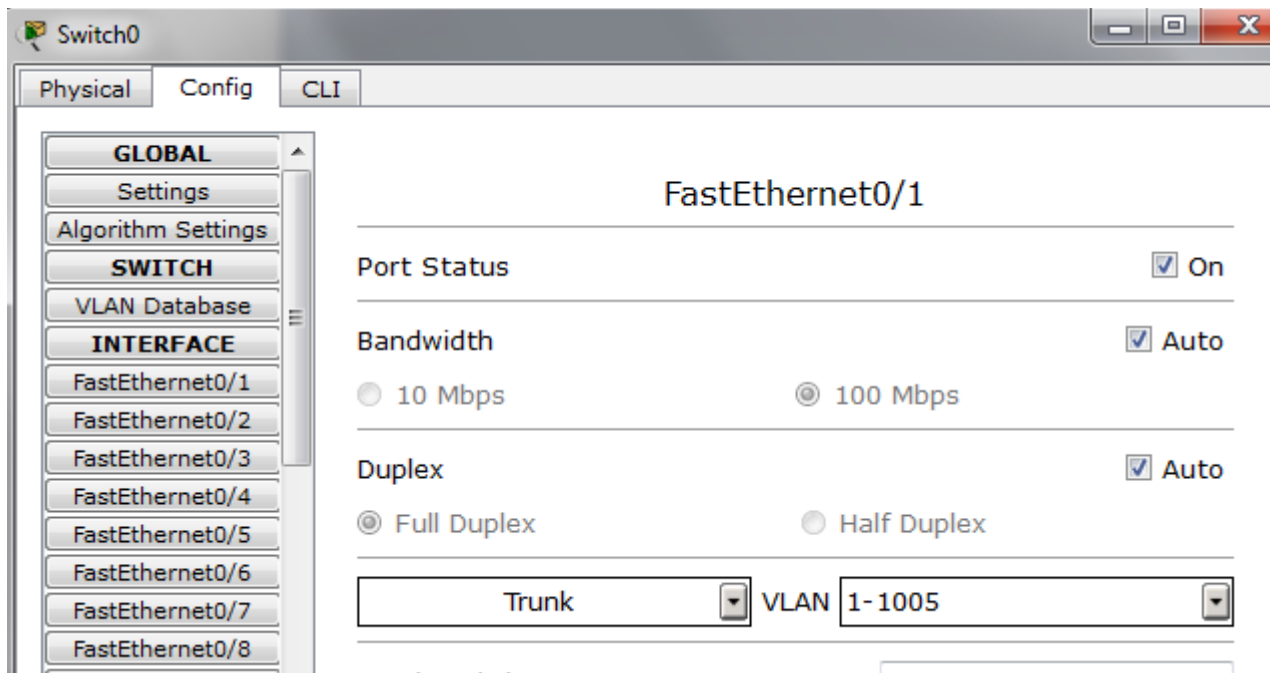 Switch0
Physical Config CLI
GLOBAL
Settings
Algorithm Settings
SWITCH
VLAN Database
INTERFACE
FastEthernet0/1
FastEthernet0/2
FastEthernet0/3
FastEthernet0/4
FastEthernet0/5
FastEthernet0/6
FastEthernet0/7
FastEthernet0/8
FastEthernet0/1
Port Status On
Bandwidth Auto
10 Mbps 100 Mbps
Duplex Auto
Full Duplex Half Duplex
Trunk VLAN 1-1005